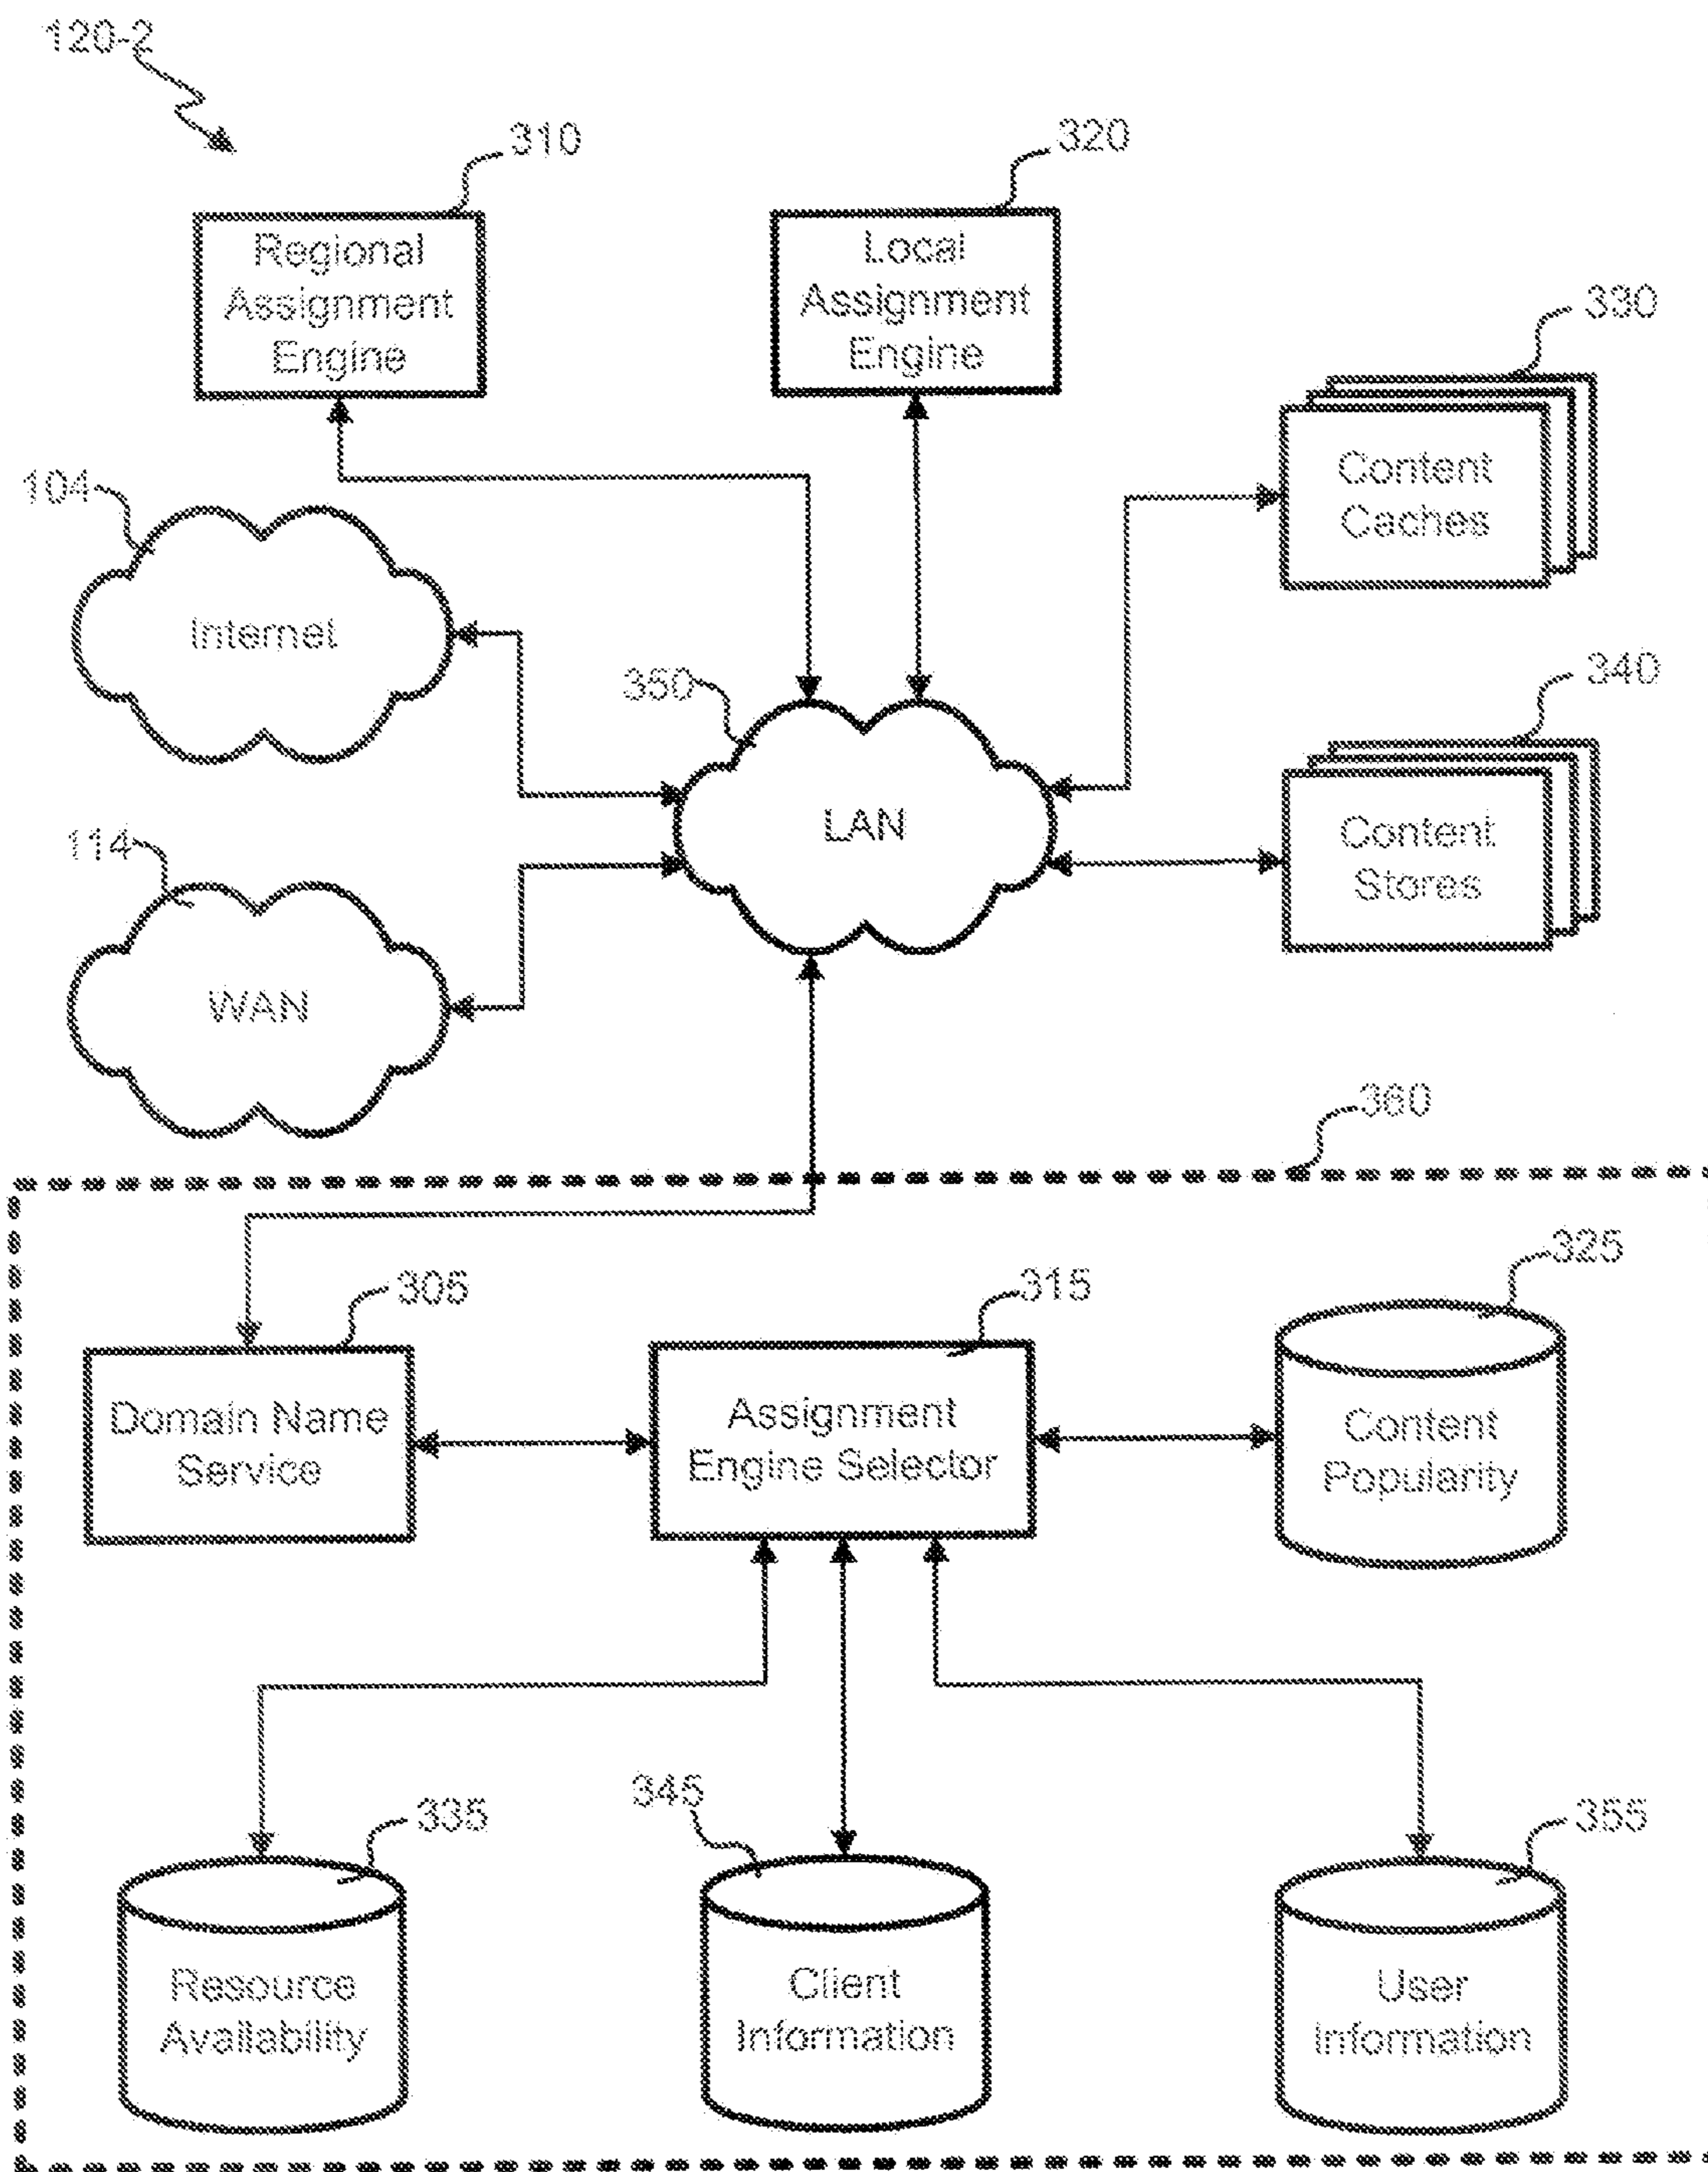 120-2
310
320
Regional
Assignment
Engine
Local
Assignment
Engine
330
Content
Caches
104
Internet
350
LAN
340
Content
Stores
114
WAN
360
305
315
325
Domain Name
Service
Assignment
Engine Selector
Content
Popularity
335
345
355
Resource
Availability
Client
Information
User
Information